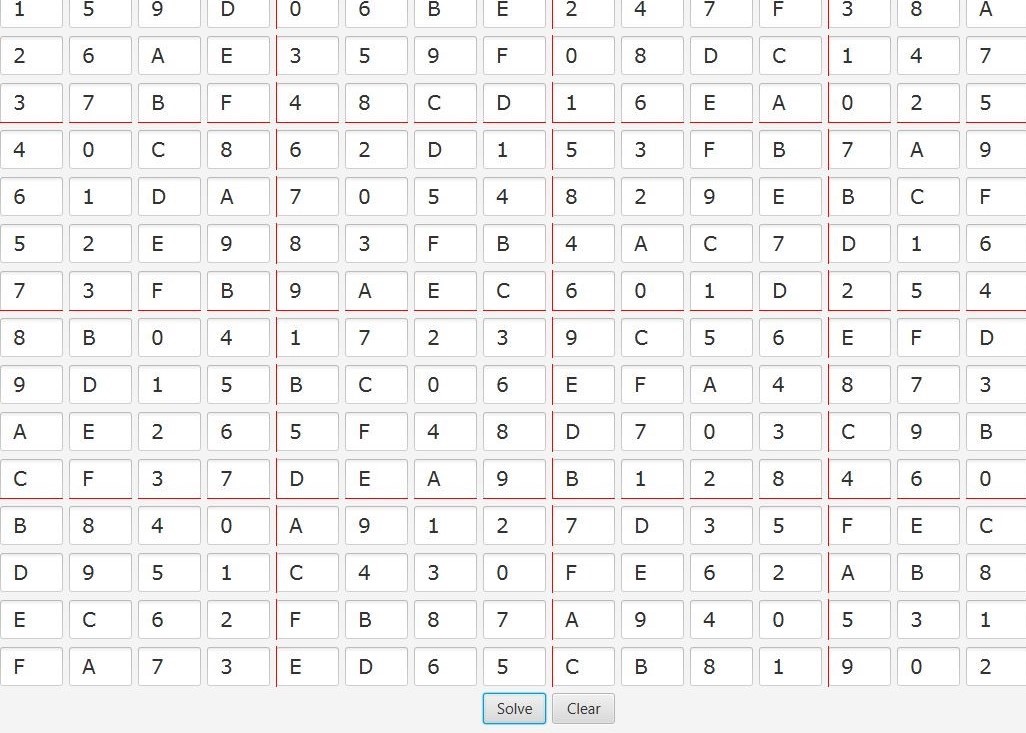 1 5 9 D 0 6 B E 2 4 7 F 3 8 A
2 6 A E 3 5 9 F 0 8 D C 1 4 7
3 7 B F 4 8 C D 1 6 E A 0 2 5
4 0 C 8 6 2 D 1 5 3 F B 7 A 9
6 1 D A 7 0 5 4 8 2 9 E B C F
5 2 E 9 8 3 F B 4 A C 7 D 1 6
7 3 F B 9 A E C 6 0 1 D 2 5 4
8 B 0 4 1 7 2 3 9 C 5 6 E F D
9 D 1 5 B C 0 6 E F A 4 8 7 3
A E 2 6 5 F 4 8 D 7 0 3 C 9 B
C F 3 7 D E A 9 B 1 2 8 4 6 0
B 8 4 0 A 9 1 2 7 D 3 5 F E C
D 9 5 1 C 4 3 0 F E 6 2 A B 8
E C 6 2 F B 8 7 A 9 4 0 5 3 1
F A 7 3 E D 6 5 C B 8 1 9 0 2
Solve Clear